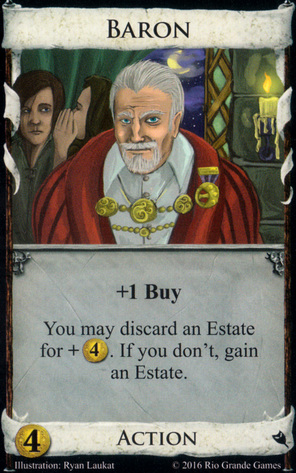 BARON
+1 Buy
You may discard an Estate
for +4. If you don't, gain
an Estate.
4 ACTION
Illustration: Ryan Laukat © 2016 Rio Grande Games